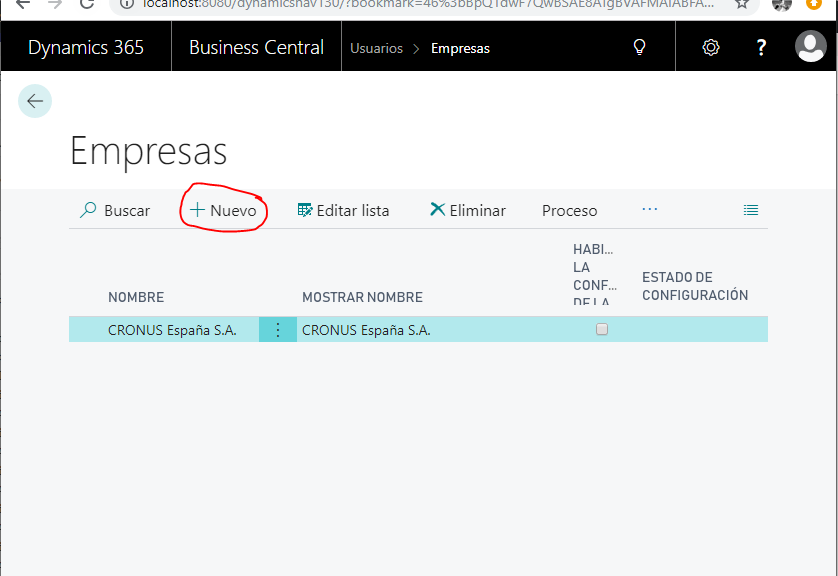 localhost:8080/dynamicsnav130/?bookmark=46%3bBpQ
Dynamics 365 Business Central Usuarios > Empresas ?
Empresas
Buscar + Nuevo Editar lista Eliminar Proceso ...
NOMBRE MOSTRAR NOMBRE HABI... ESTADO DE
LA CONFIGURACIÓN
CONF...
DE LA
CRONUS España S.A. CRONUS España S.A.